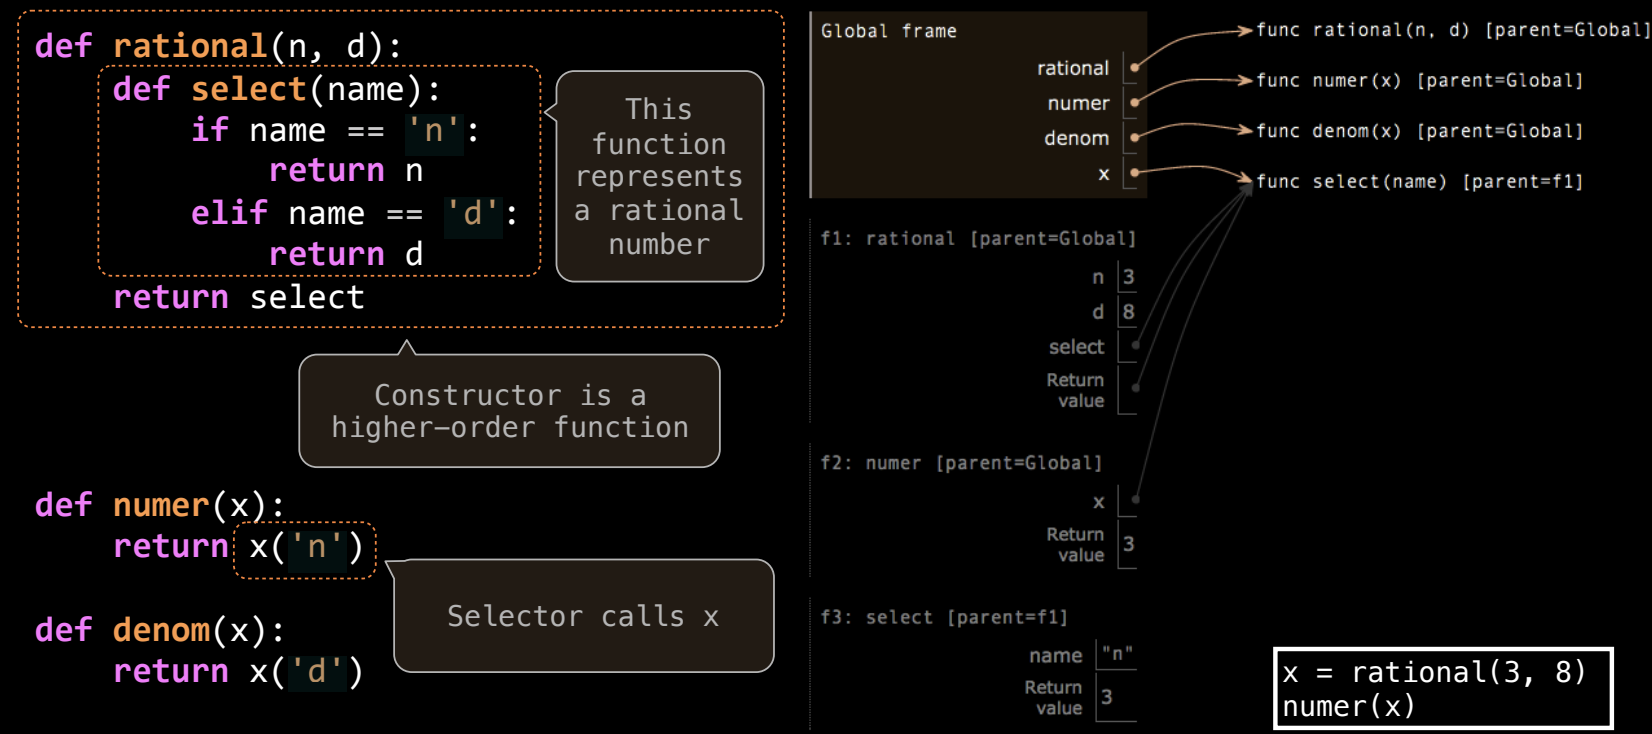 def rational(n, d):
def select(name):
if name == 'n':
return n
elif name == 'd':
return d
return select
This
function
represents
a rational
number
Constructor is a
higher-order function
def numer(x):
return x('n')
Selector calls x
def denom(x):
return x('d')
Global frame
rational
numer
denom
x
func rational(n, d) [parent=Global]
func numer(x) [parent=Global]
func denom(x) [parent=Global]
func select(name) [parent=f1]
f1: rational [parent=Global]
n 3
d 8
select
Return
value
f2: numer [parent=Global]
x
Return
value 3
f3: select [parent=f1]
name "n"
Return
value 3
x = rational(3, 8)
numer(x)